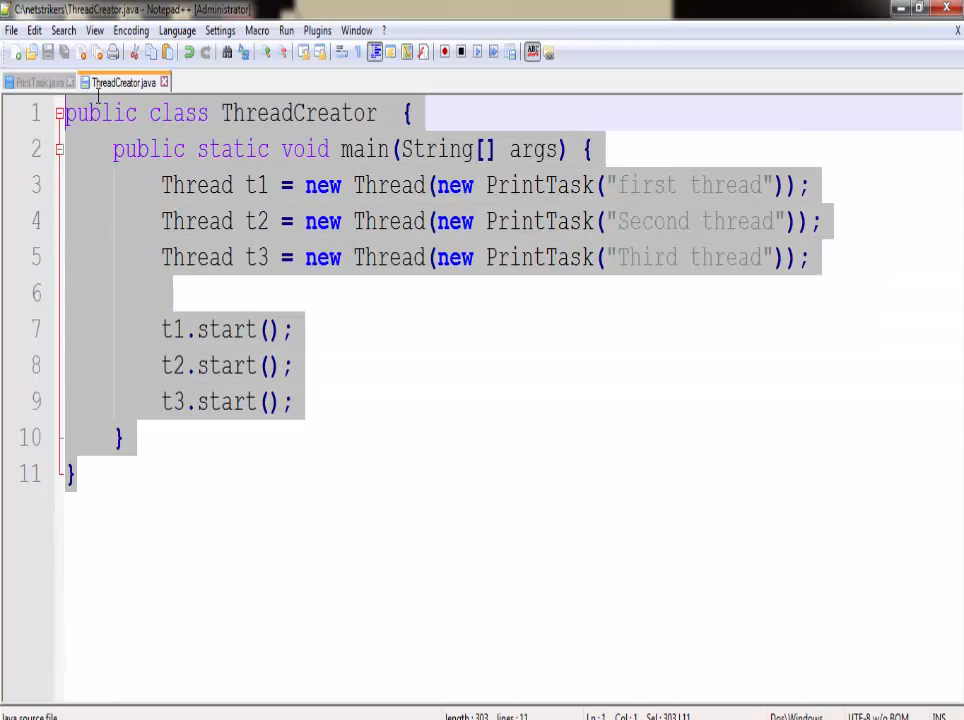 C:\netstrikers\ThreadCreator.java - Notepad++ [Administrator]
File Edit Search View Encoding Language Settings Macro Run Plugins Window ? X
PrintTask.java ThreadCreator.java
1 public class ThreadCreator {
2 public static void main(String[] args) {
3 Thread t1 = new Thread(new PrintTask("first thread"));
4 Thread t2 = new Thread(new PrintTask("Second thread"));
5 Thread t3 = new Thread(new PrintTask("Third thread"));
6
7 t1.start();
8 t2.start();
9 t3.start();
10 }
11 }
Java source file length : 303 lines : 11 Ln : 1 Col : 1 Sel : 303 | 11 Dos\Windows UTF-8 w/o BOM INS